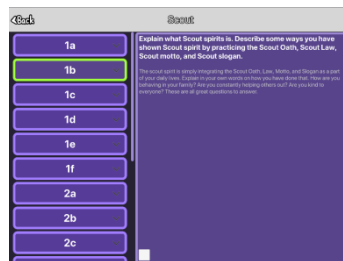 <Back
Scout
1a
1b
1c
1d
1e
1f
2a
2b
2c
Explain what Scout spirits is. Describe some ways you have
shown Scout spirit by practicing the Scout Oath, Scout Law,
Scout motto, and Scout slogan.
The scout spirit is simply integrating the Scout Oath, Law, Motto, and Slogan as a part
of your daily lives. Explain in your own words on how you have done that. How are you
behaving in your family? Are you constantly helping others out? Are you kind to
everyone? These are all great questions to answer.